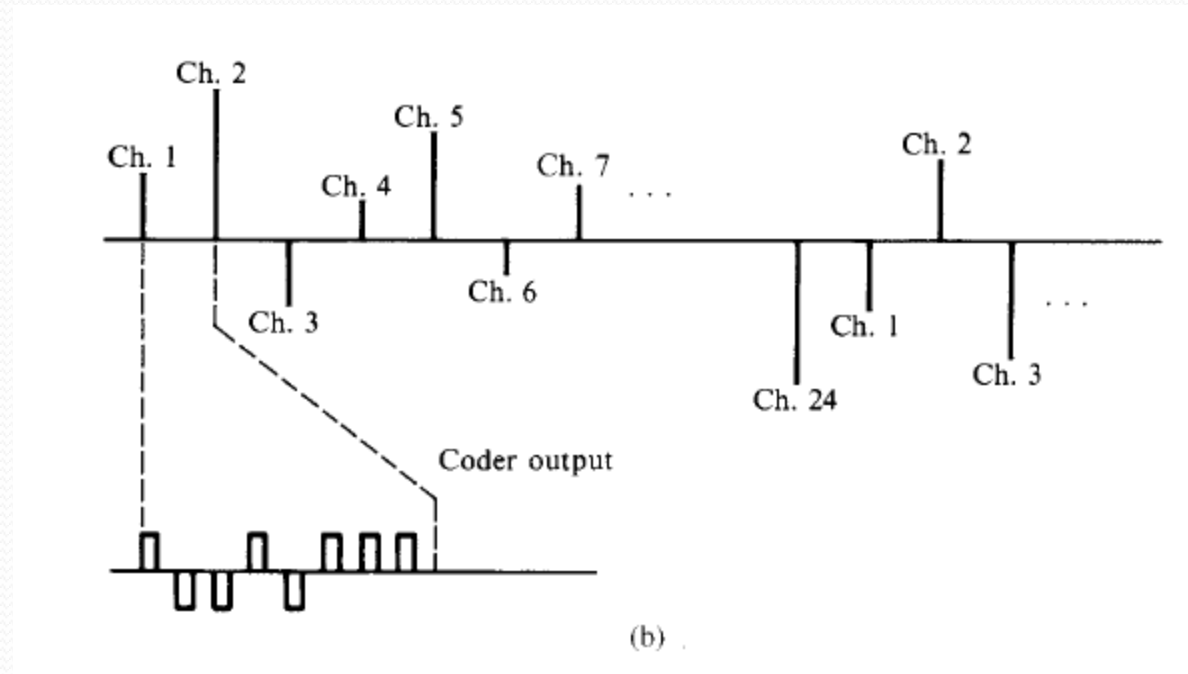 Ch. 2
Ch. 5
Ch. 2
Ch. 1
Ch. 7
Ch. 4
. . .
Ch. 6
. . .
Ch. 3
Ch. 1
Ch. 3
Ch. 24
Coder output
(b)